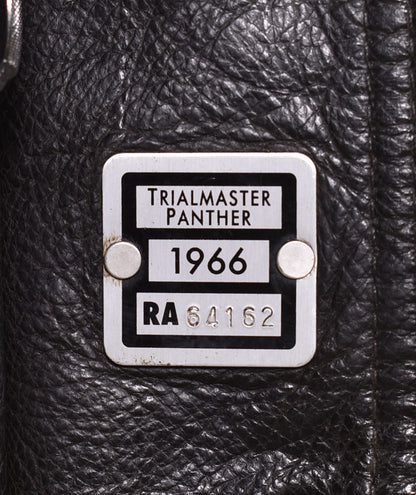 TRIALMASTER
PANTHER
1966
RA 64162